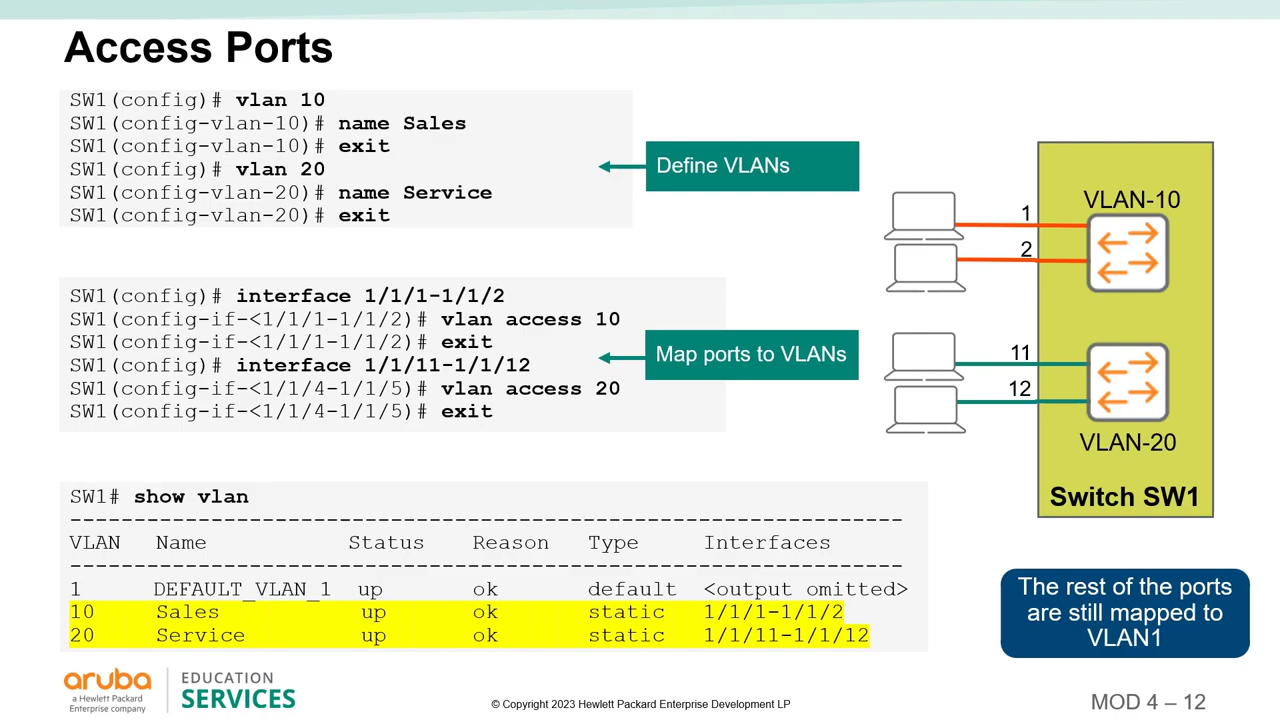 Access Ports
SW1(config)# vlan 10
SW1(config-vlan-10)# name Sales
SW1(config-vlan-10)# exit
SW1(config)# vlan 20
SW1(config-vlan-20)# name Service
SW1(config-vlan-20)# exit
Define VLANs
SW1(config)# interface 1/1/1-1/1/2
SW1(config-if-<1/1/1-1/1/2)# vlan access 10
SW1(config-if-<1/1/1-1/1/2)# exit
SW1(config)# interface 1/1/11-1/1/12
SW1(config-if-<1/1/4-1/1/5)# vlan access 20
SW1(config-if-<1/1/4-1/1/5)# exit
Map ports to VLANs
VLAN-10
1
2
11
12
VLAN-20
Switch SW1
SW1# show vlan
-----------------------------------------------------------------
VLAN Name Status Reason Type Interfaces
-----------------------------------------------------------------
1 DEFAULT_VLAN_1 up ok default <output omitted>
10 Sales up ok static 1/1/1-1/1/2
20 Service up ok static 1/1/11-1/1/12
The rest of the ports
are still mapped to
VLAN1
aruba
a Hewlett Packard
Enterprise company
EDUCATION
SERVICES
© Copyright 2023 Hewlett Packard Enterprise Development LP
MOD 4 – 12